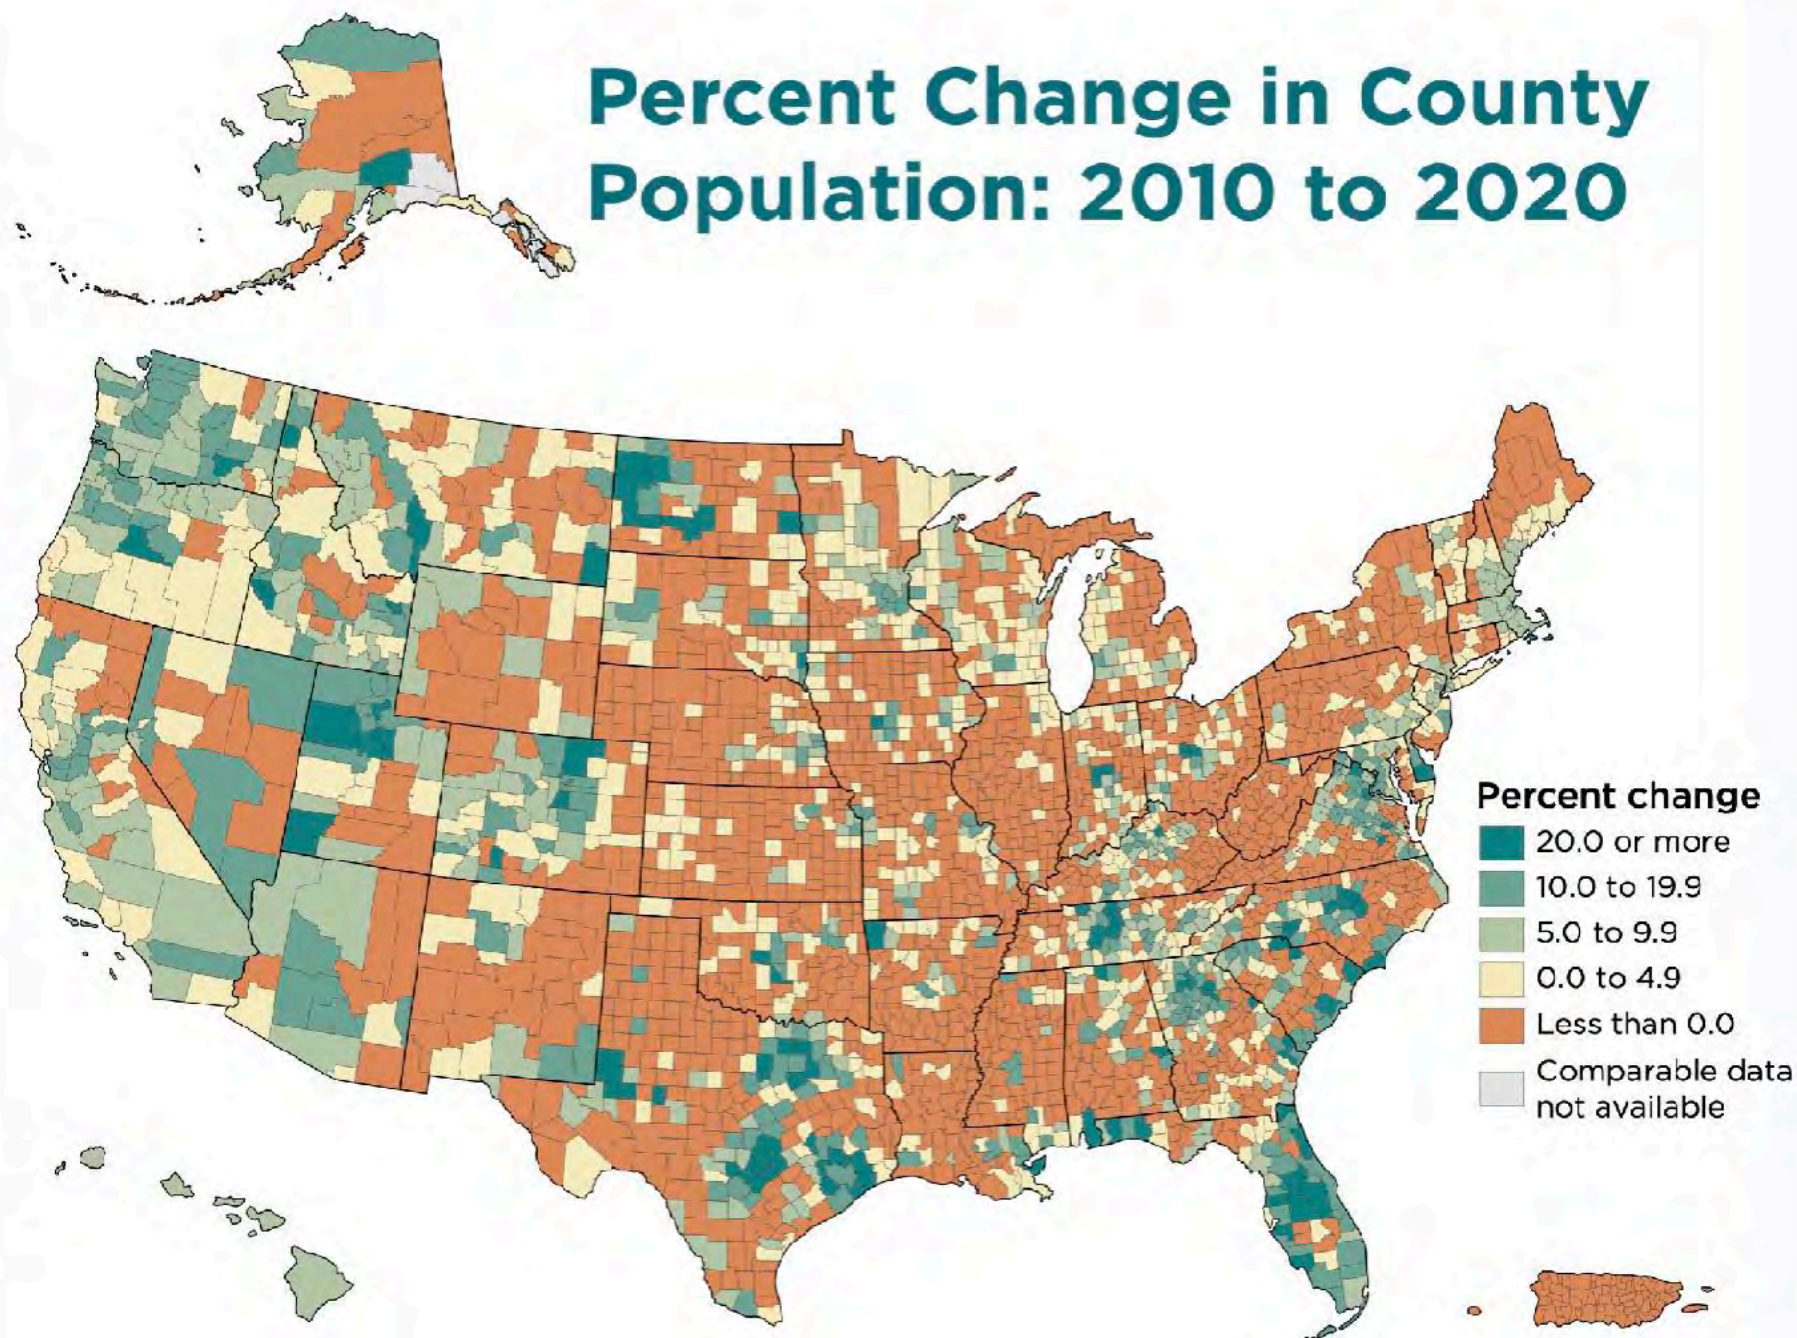 Percent Change in County
Population: 2010 to 2020
Percent change
20.0 or more
10.0 to 19.9
5.0 to 9.9
0.0 to 4.9
Less than 0.0
Comparable data
not available